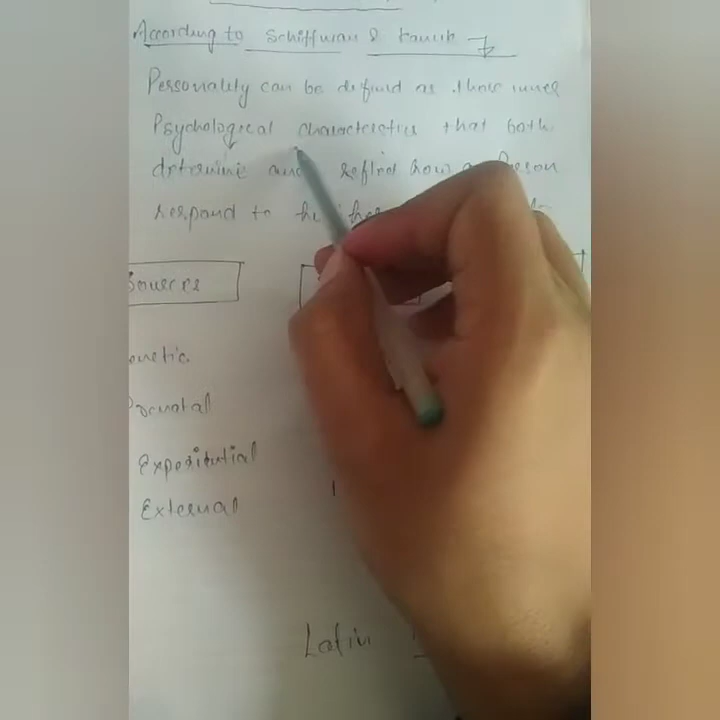 According to Schiffman & Kanuk
Personality can be defined as those inner
Psychological characteristics that both
determine and reflect how a Person
respond to
Sources
enetic
Prenatal
External
Latin